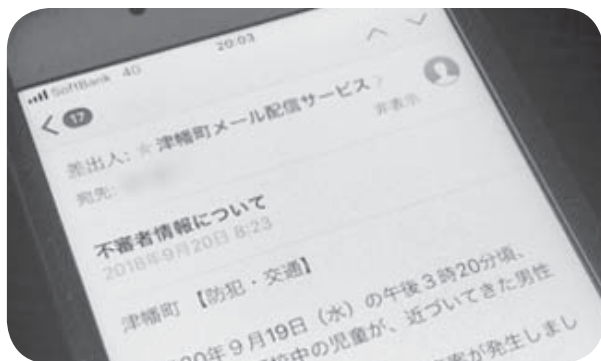 SoftBank 4G
20:03
17
差出人: ★ 津幡町メール配信サービス
宛先:
非表示
不審者情報について
2018年9月20日 8:23
津幡町 【防犯・交通】
30年9月19日(水)の午後3時20分頃、
校中の児童が、近づいてきた男性
が発生しまし